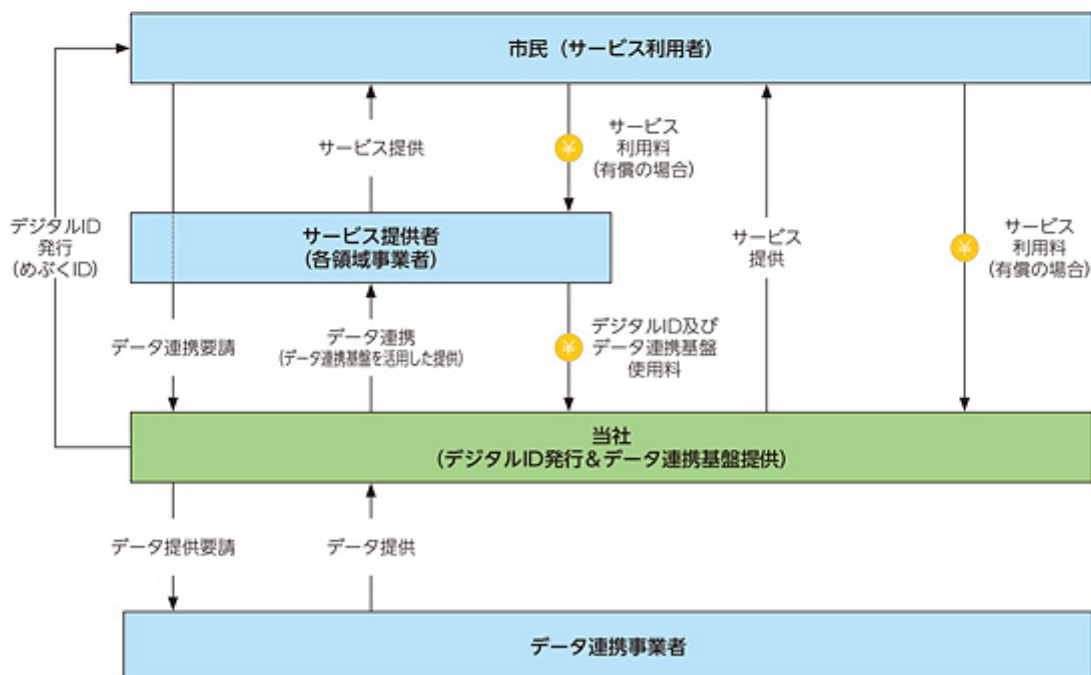 市民（サービス利用者）
サービス提供
サービス
利用料
(有償の場合)
デジタルID
発行
(めぶくID)
サービス提供者
(各領域事業者)
サービス
提供
サービス
利用料
(有償の場合)
データ連携要請
データ連携
(データ連携基盤を活用した提供)
デジタルID及び
データ連携基盤
使用料
当社
(デジタルID発行＆データ連携基盤提供)
データ提供要請
データ提供
データ連携事業者